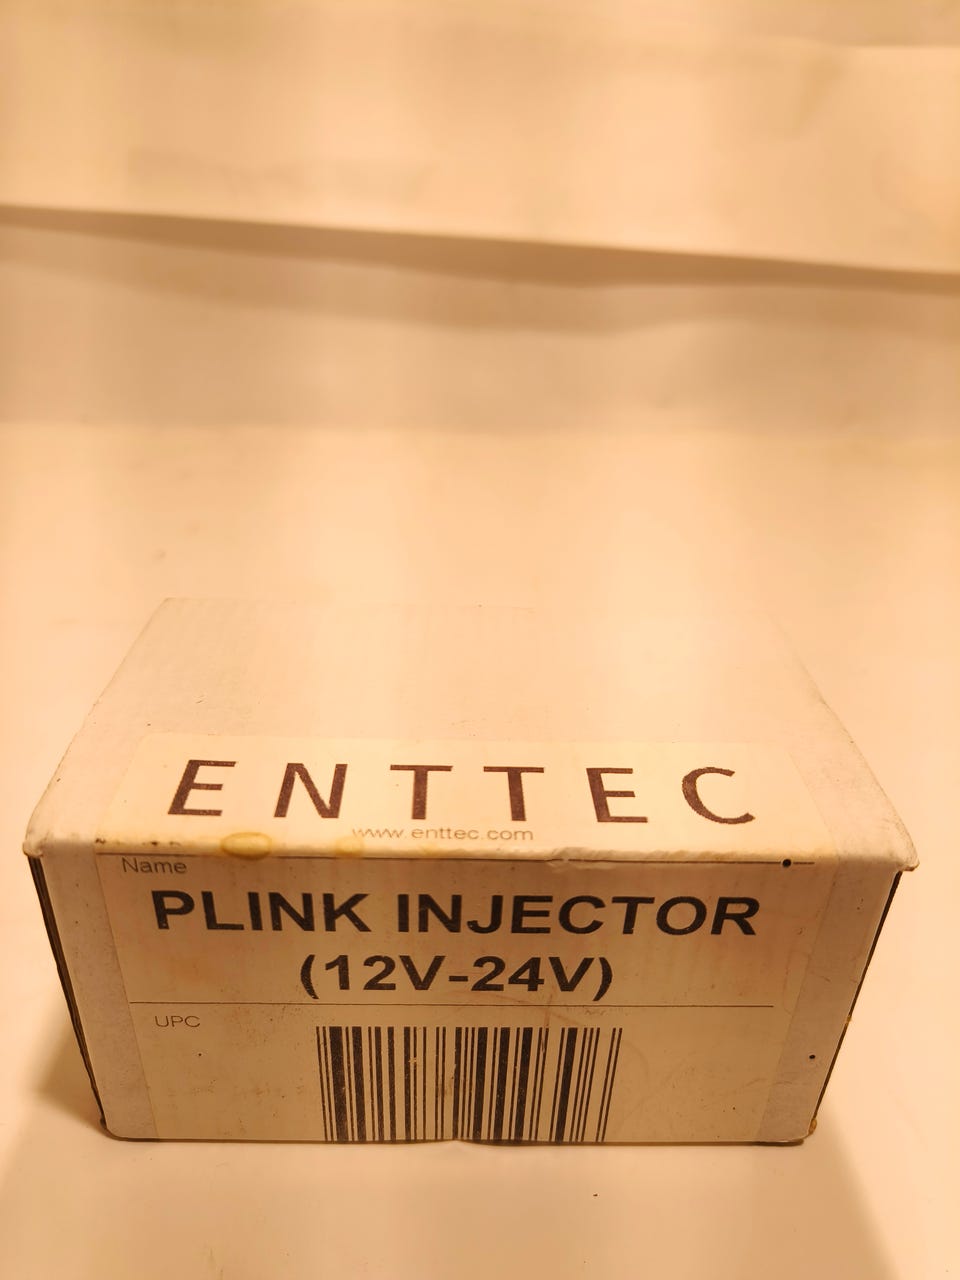 ENTTEC
www.enttec.com
Name
PLINK INJECTOR
(12V-24V)
UPC